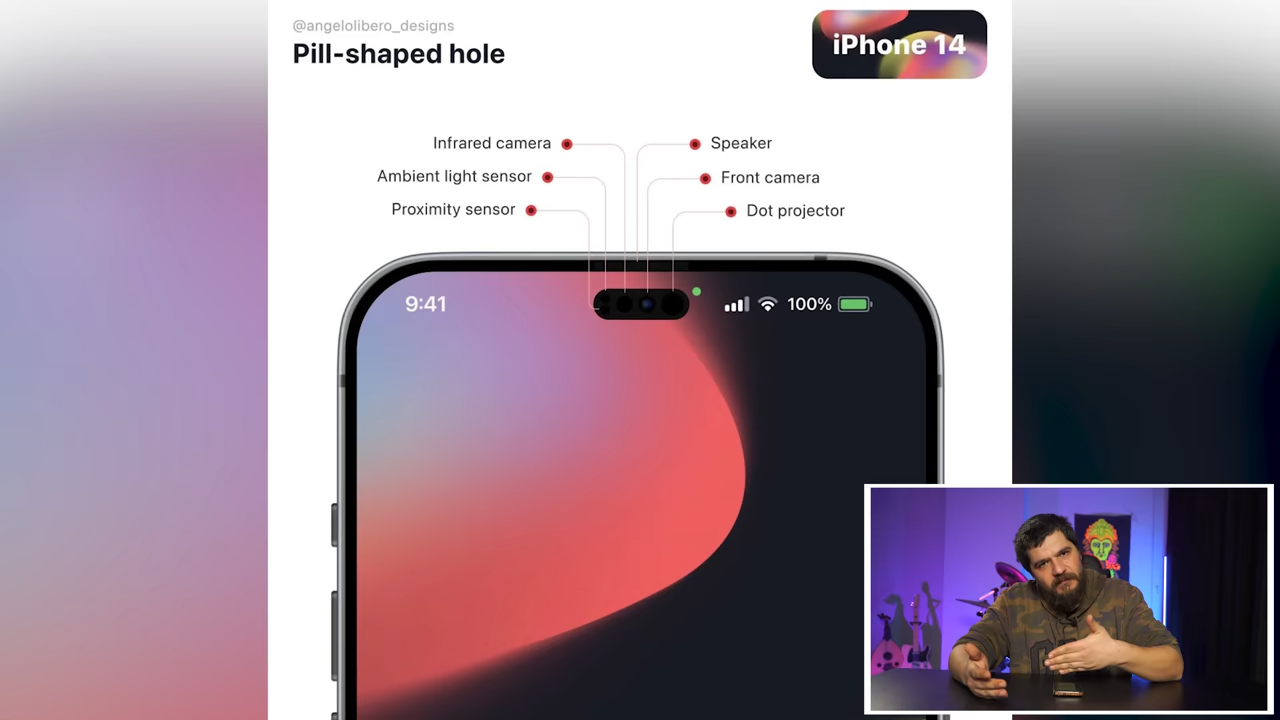 @angelolibero_designs
Pill-shaped hole
iPhone 14
Infrared camera
Speaker
Ambient light sensor
Front camera
Proximity sensor
Dot projector
9:41
100%